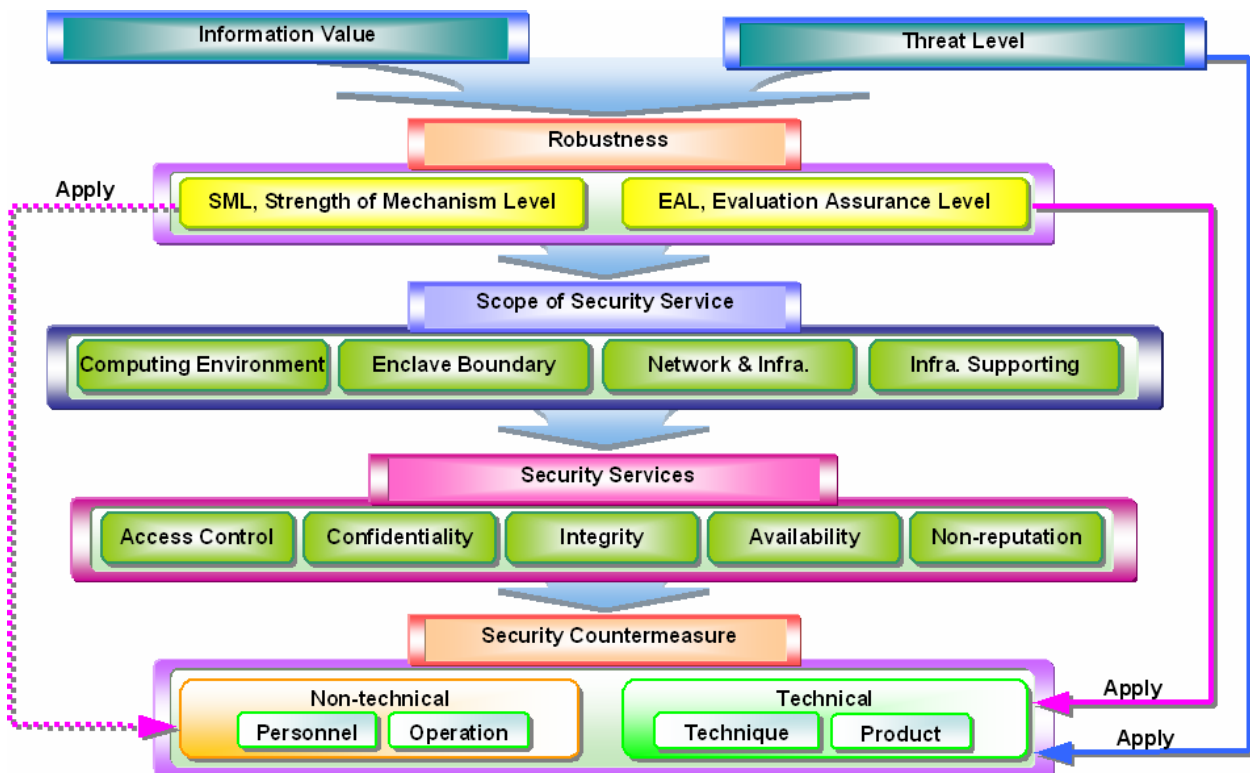 Information Value
Threat Level
Robustness
Apply
SML, Strength of Mechanism Level
EAL, Evaluation Assurance Level
Scope of Security Service
Computing Environment
Enclave Boundary
Network & Infra.
Infra. Supporting
Security Services
Access Control
Confidentiality
Integrity
Availability
Non-reputation
Security Countermeasure
Non-technical
Technical
Apply
Personnel
Operation
Technique
Product
Apply